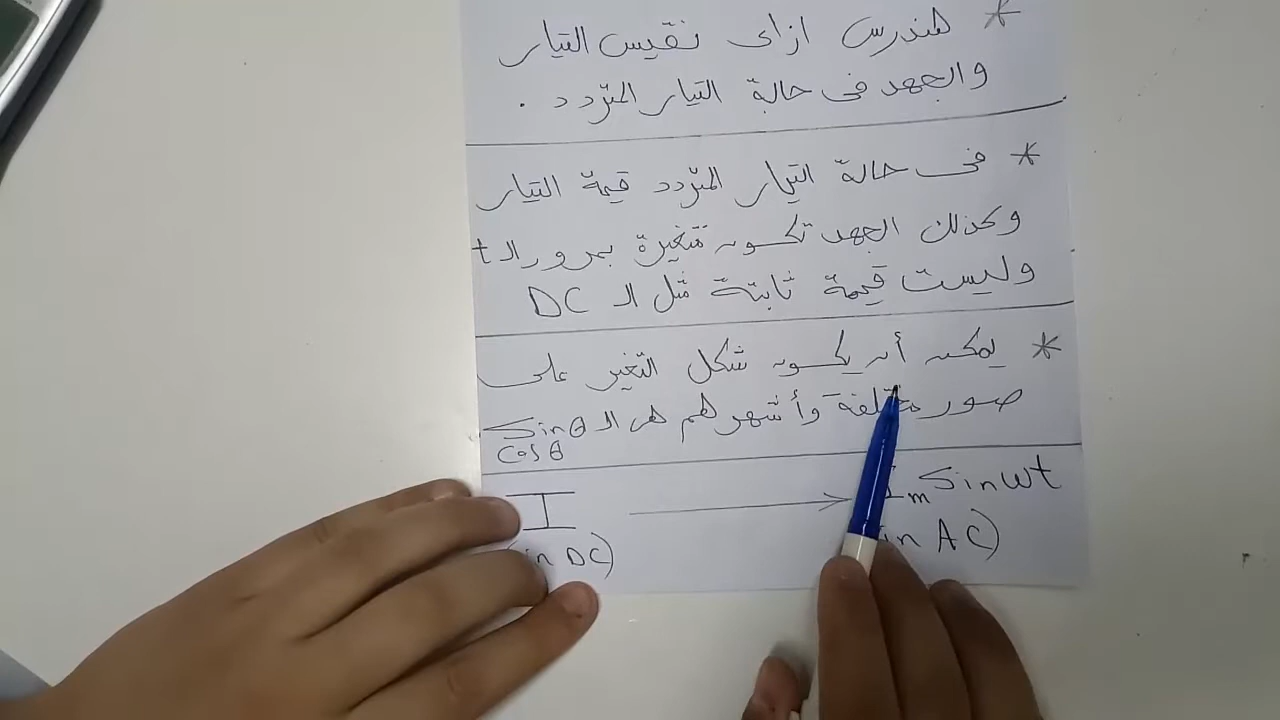 * هندرس ازاى نقيس التيار
والجهد فى حالة التيار المتردد .
* فى حالة التيار المتردد قيمة التيار
وكذلك الجهد تكون متغيرة بمرور الـ t
وليست قيمة ثابتة مثل الـ DC
* يمكن أن يكون شكل التغير على
صور مختلفة وأشهرهم هى الـ Sinθ
Cosθ
I → Im Sin wt
(in DC) in AC)